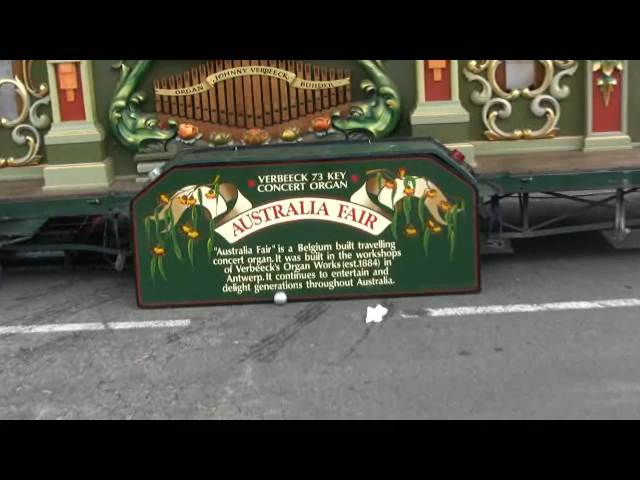 JOHNNY VERBEECK
ORGAN BUILDER
VERBEECK 73 KEY
CONCERT ORGAN
AUSTRALIA FAIR
"Australia Fair" is a Belgium built travelling
concert organ. It was built in the workshops
of Verbeeck's Organ Works (est.1884) in
Antwerp. It continues to entertain and
delight generations throughout Australia.